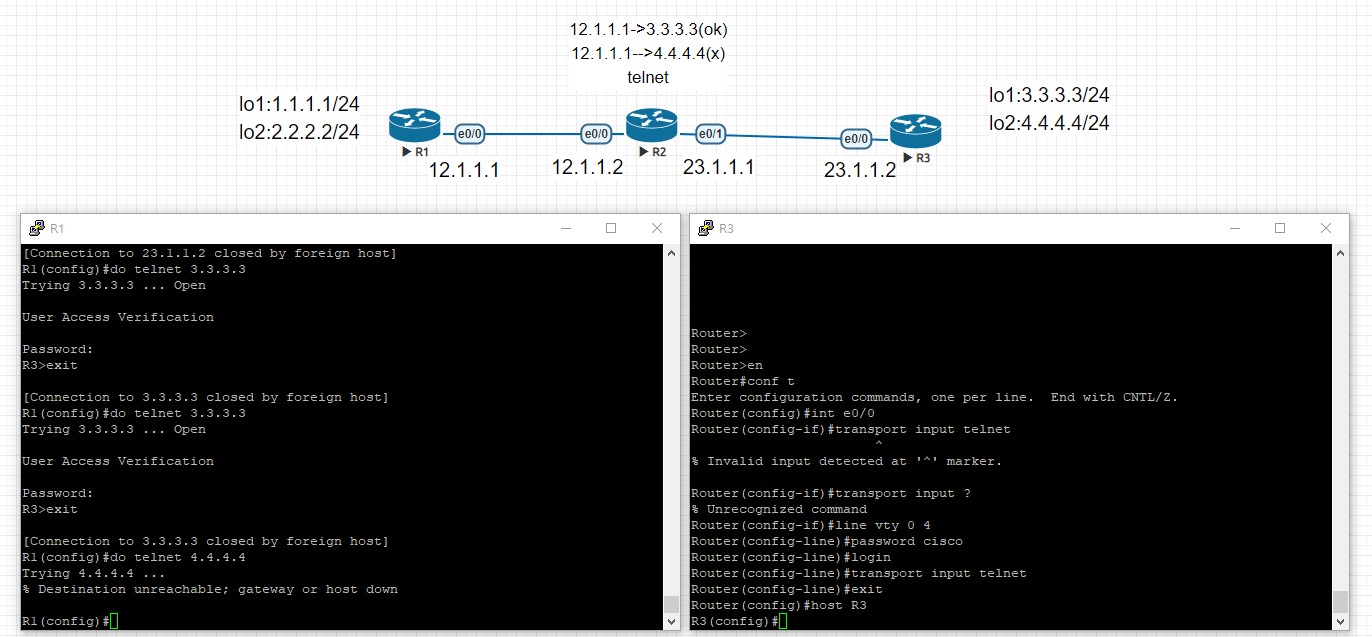 12.1.1.1->3.3.3.3(ok)
12.1.1.1-->4.4.4.4(x)
telnet
lo1:1.1.1.1/24
lo2:2.2.2.2/24
lo1:3.3.3.3/24
lo2:4.4.4.4/24
e0/0
e0/0
e0/1
e0/0
R1
R2
R3
12.1.1.1
12.1.1.2
23.1.1.1
23.1.1.2
R1
[Connection to 23.1.1.2 closed by foreign host]
R1(config)#do telnet 3.3.3.3
Trying 3.3.3.3 ... Open
User Access Verification
Password:
R3>exit
[Connection to 3.3.3.3 closed by foreign host]
R1(config)#do telnet 3.3.3.3
Trying 3.3.3.3 ... Open
User Access Verification
Password:
R3>exit
[Connection to 3.3.3.3 closed by foreign host]
R1(config)#do telnet 4.4.4.4
Trying 4.4.4.4 ...
% Destination unreachable; gateway or host down
R1(config)#
R3
Router>
Router>
Router>en
Router#conf t
Enter configuration commands, one per line.  End with CNTL/Z.
Router(config)#int e0/0
Router(config-if)#transport input telnet
^
% Invalid input detected at '^' marker.
Router(config-if)#transport input ?
% Unrecognized command
Router(config-if)#line vty 0 4
Router(config-line)#password cisco
Router(config-line)#login
Router(config-line)#transport input telnet
Router(config-line)#exit
Router(config)#host R3
R3(config)#